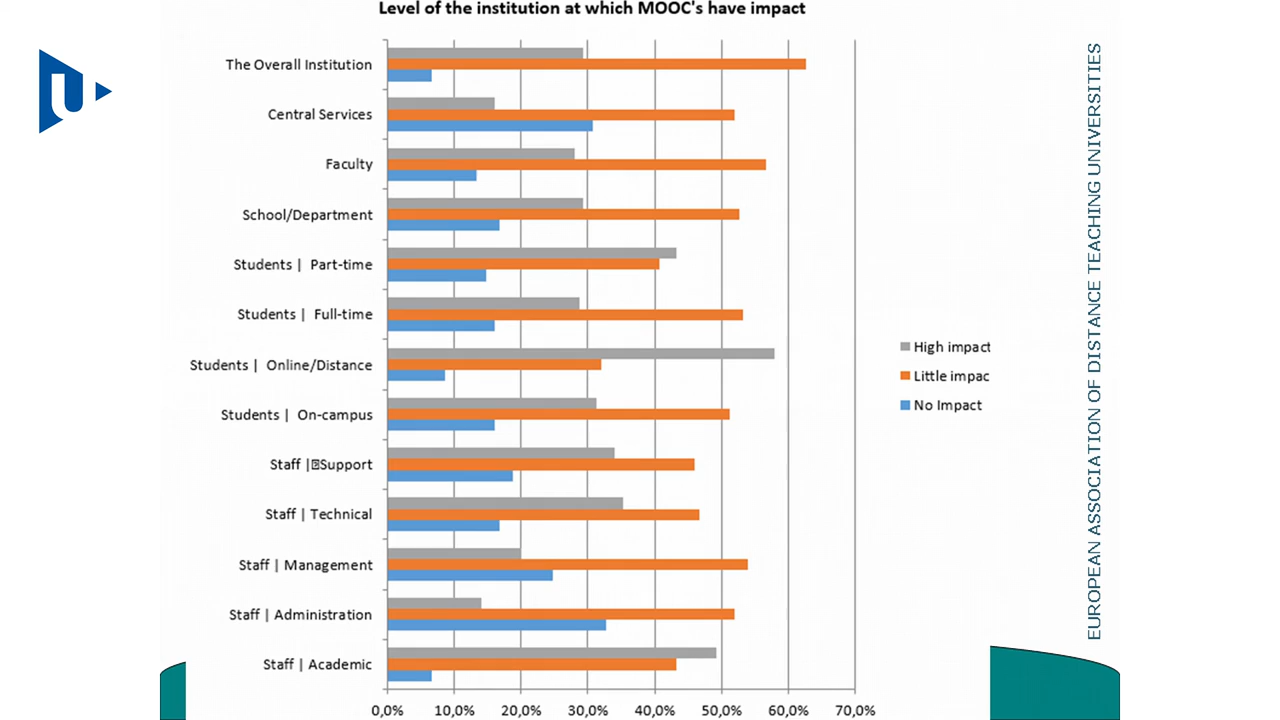 Level of the institution at which MOOC's have impact
The Overall Institution
Central Services
Faculty
School/Department
Students | Part-time
Students | Full-time
Students | Online/Distance
Students | On-campus
Staff | Support
Staff | Technical
Staff | Management
Staff | Administration
Staff | Academic
0,0% 10,0% 20,0% 30,0% 40,0% 50,0% 60,0% 70,0%
High impact
Little impac
No Impact
EUROPEAN ASSOCIATION OF DISTANCE TEACHING UNIVERSITIES
U